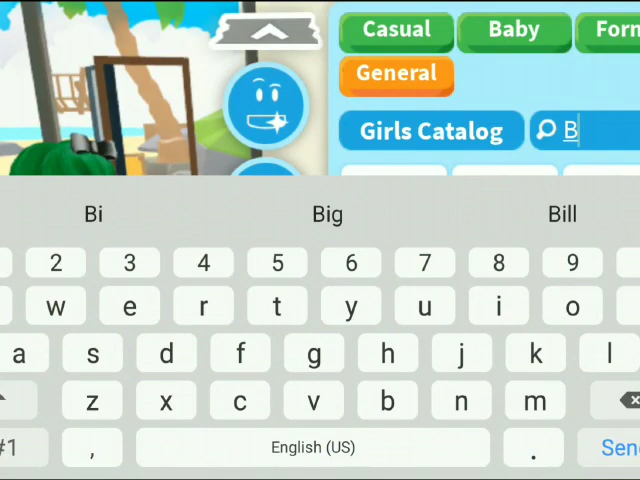 Casual Baby Form
General
Girls Catalog B
Bi Big Bill
2 3 4 5 6 7 8 9
w e r t y u i o
a s d f g h j k l
z x c v b n m
#1 , English (US) . Send